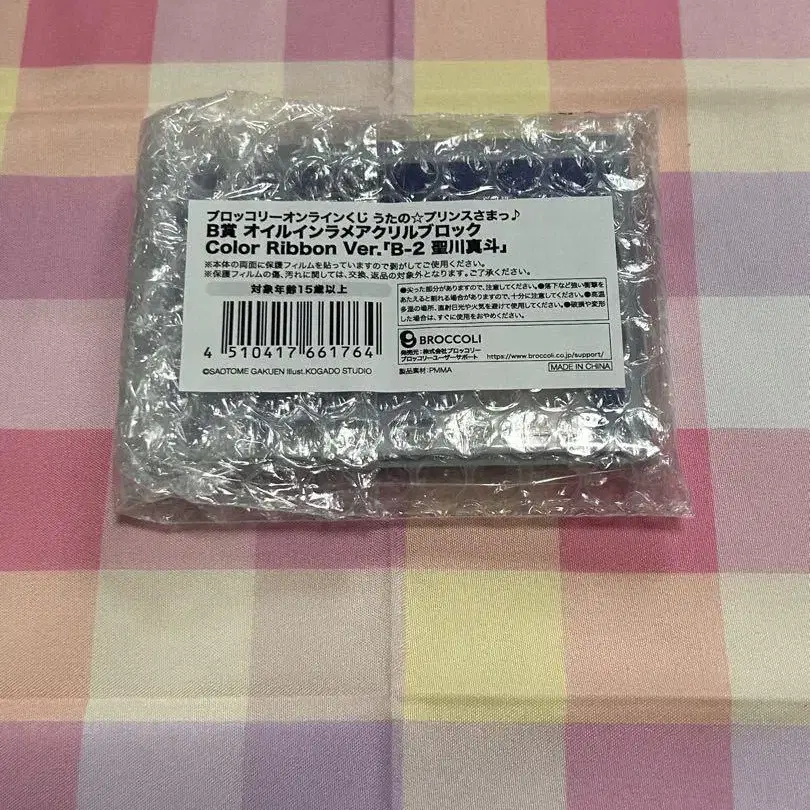 ブロッコリーオンラインくじ うたの☆プリンスさまっ♪
B賞 オイルインラメアクリルブロック
Color Ribbon Ver.「B-2 聖川真斗」
※本体の両面に保護フィルムを貼っていますので剝がしてご使用ください。
※保護フィルムの傷、汚れに関しては、交換、返品の対象外となります。ご了承ください。
対象年齢15歳以上
4 510417 661764
©SAOTOME GAKUEN Illust.KOGADO STUDIO
●尖った部分がありますので、注意してください。●落下など強い衝撃を
あたえると割れる場合がありますので、十分に注意してください。●高温
多湿の場所、直射日光や火気を避けて使用してください。●破損や変形
した場合は、すぐに使用をおやめください。
BROCCOLI
発売元:株式会社ブロッコリー
ブロッコリーユーザーサポート https://www.broccoli.co.jp/support/
製品素材:PMMA
MADE IN CHINA